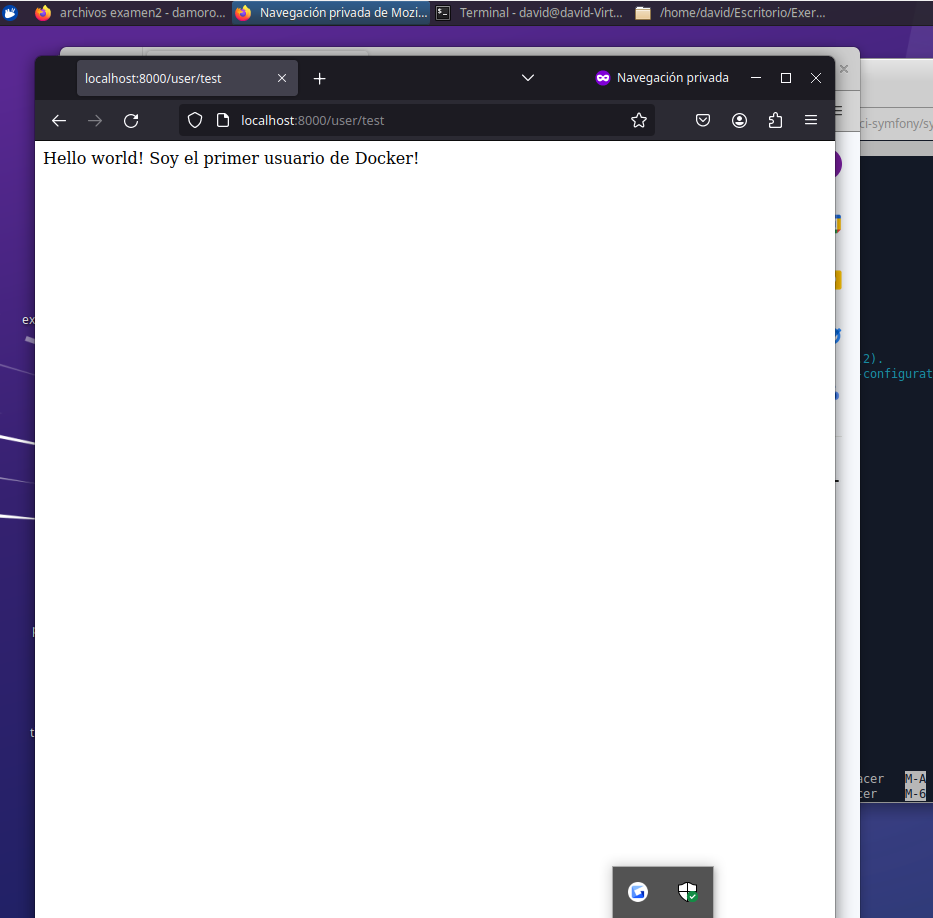 archivos examen2 - damoro... Navegación privada de Mozi... Terminal - david@david-Virt... /home/david/Escritorio/Exer...
localhost:8000/user/test Navegación privada
localhost:8000/user/test
ci-symfony/sy
Hello world! Soy el primer usuario de Docker!
ex
2).
-configurat
t
acer M-A
cer M-6